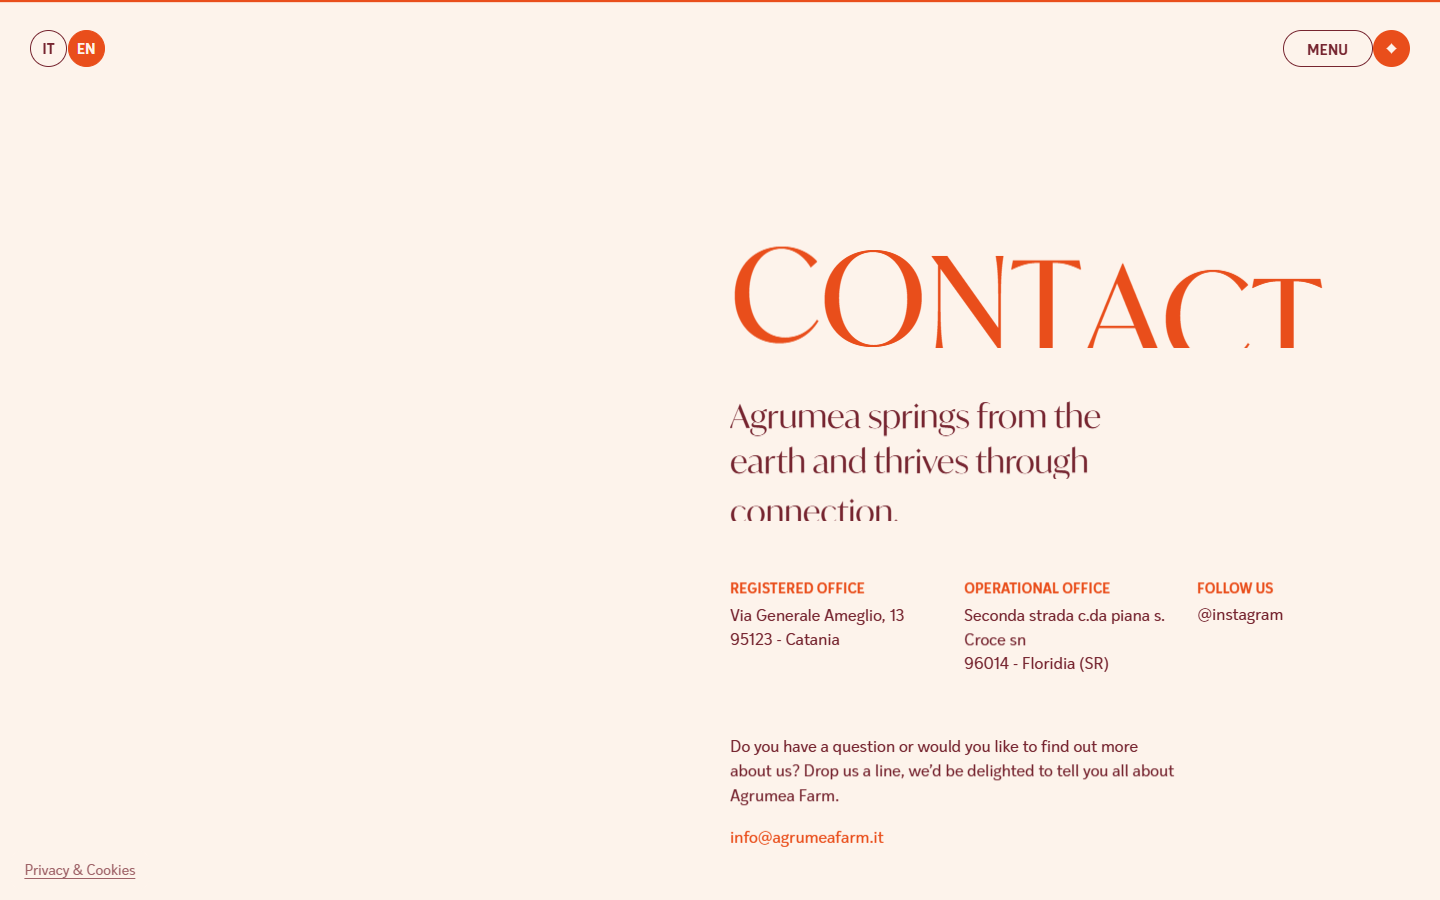 IT EN
MENU
CONTACT
Agrumea springs from the
earth and thrives through
connection.
REGISTERED OFFICE
Via Generale Ameglio, 13
95123 - Catania
OPERATIONAL OFFICE
Seconda strada c.da piana s.
Croce sn
96014 - Floridia (SR)
FOLLOW US
@instagram
Do you have a question or would you like to find out more
about us? Drop us a line, we’d be delighted to tell you all about
Agrumea Farm.
info@agrumeafarm.it
Privacy & Cookies